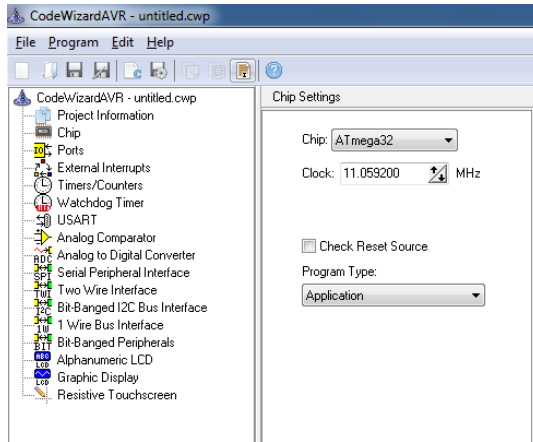 CodeWizardAVR - untitled.cwp
File Program Edit Help
CodeWizardAVR - untitled.cwp
Project Information
Chip
Ports
External Interrupts
Timers/Counters
Watchdog Timer
USART
Analog Comparator
Analog to Digital Converter
Serial Peripheral Interface
Two Wire Interface
Bit-Banged I2C Bus Interface
1 Wire Bus Interface
Bit-Banged Peripherals
Alphanumeric LCD
Graphic Display
Resistive Touchscreen
Chip Settings
Chip: ATmega32
Clock: 11.059200 MHz
Check Reset Source
Program Type:
Application